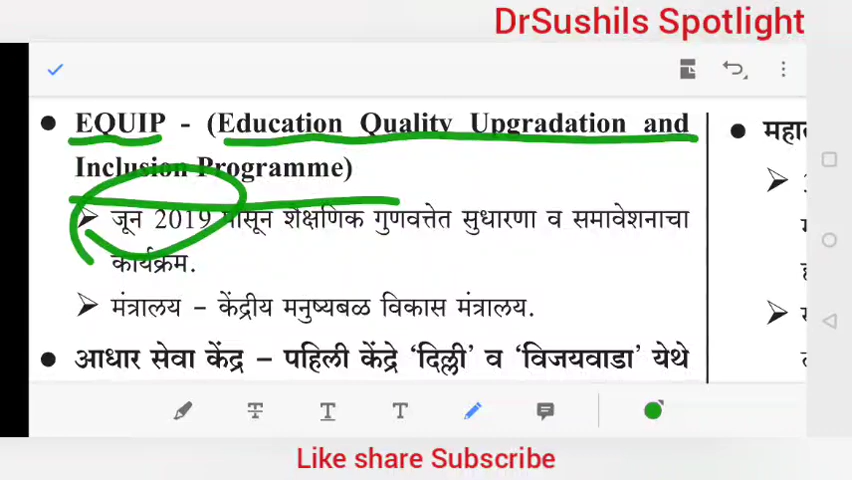 DrSushils Spotlight
● EQUIP - (Education Quality Upgradation and
Inclusion Programme)
➤ जून 2019 पासून शैक्षणिक गुणवत्तेत सुधारणा व समावेशनाचा
कार्यक्रम.
➤ मंत्रालय – केंद्रीय मनुष्यबळ विकास मंत्रालय.
● आधार सेवा केंद्र – पहिली केंद्रे ‘दिल्ली’ व ‘विजयवाडा’ येथे
Like share Subscribe